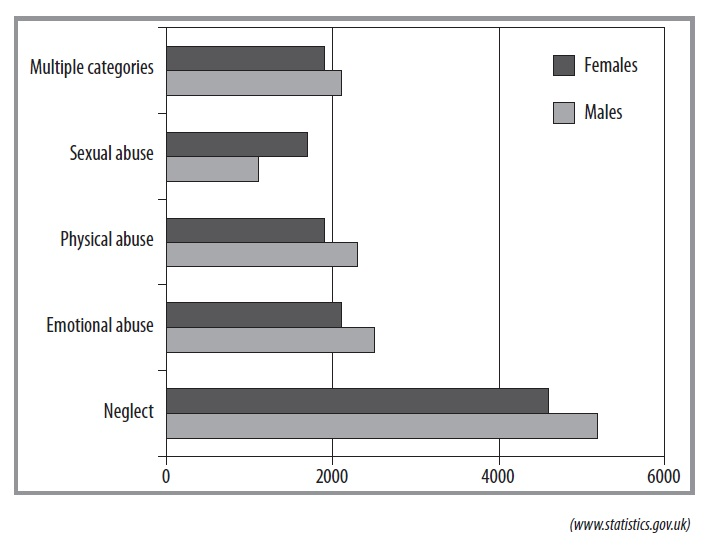 Multiple categories
Sexual abuse
Physical abuse
Emotional abuse
Neglect
Females
Males
0 2000 4000 6000
(www.statistics.gov.uk)